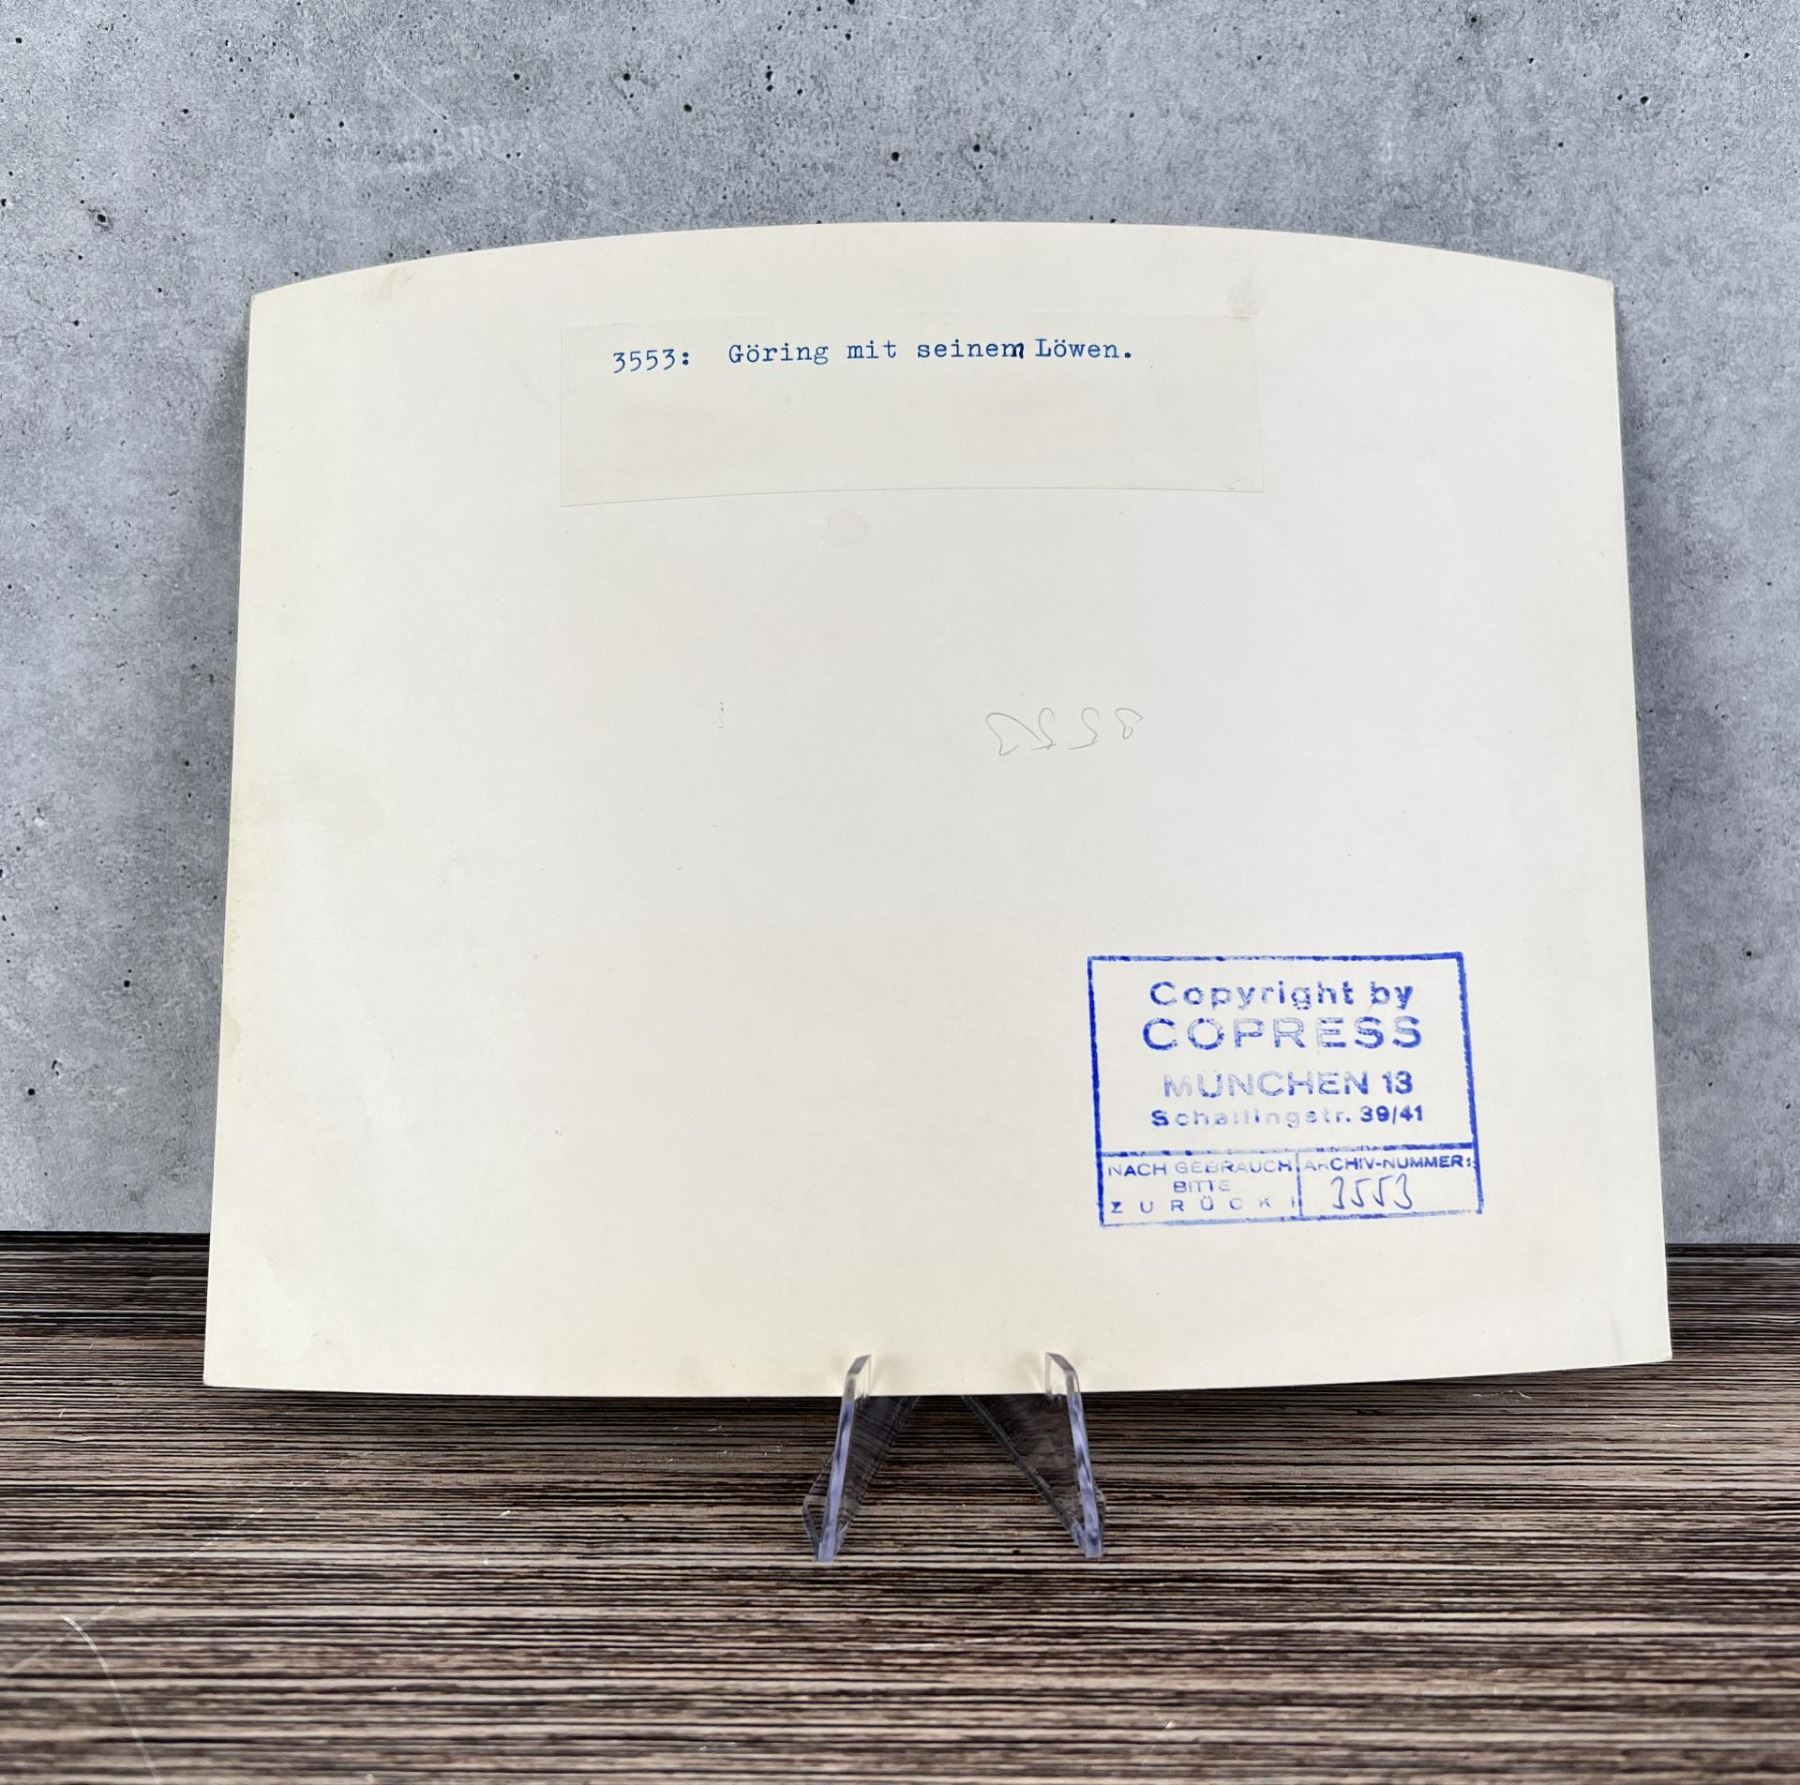 3553: Göring mit seinem Löwen.
3553
Copyright by
COPRESS
MÜNCHEN 13
Schellingstr. 39/41
NACH GEBRAUCH
BITTE
ZURÜCK!
ARCHIV-NUMMER:
3553